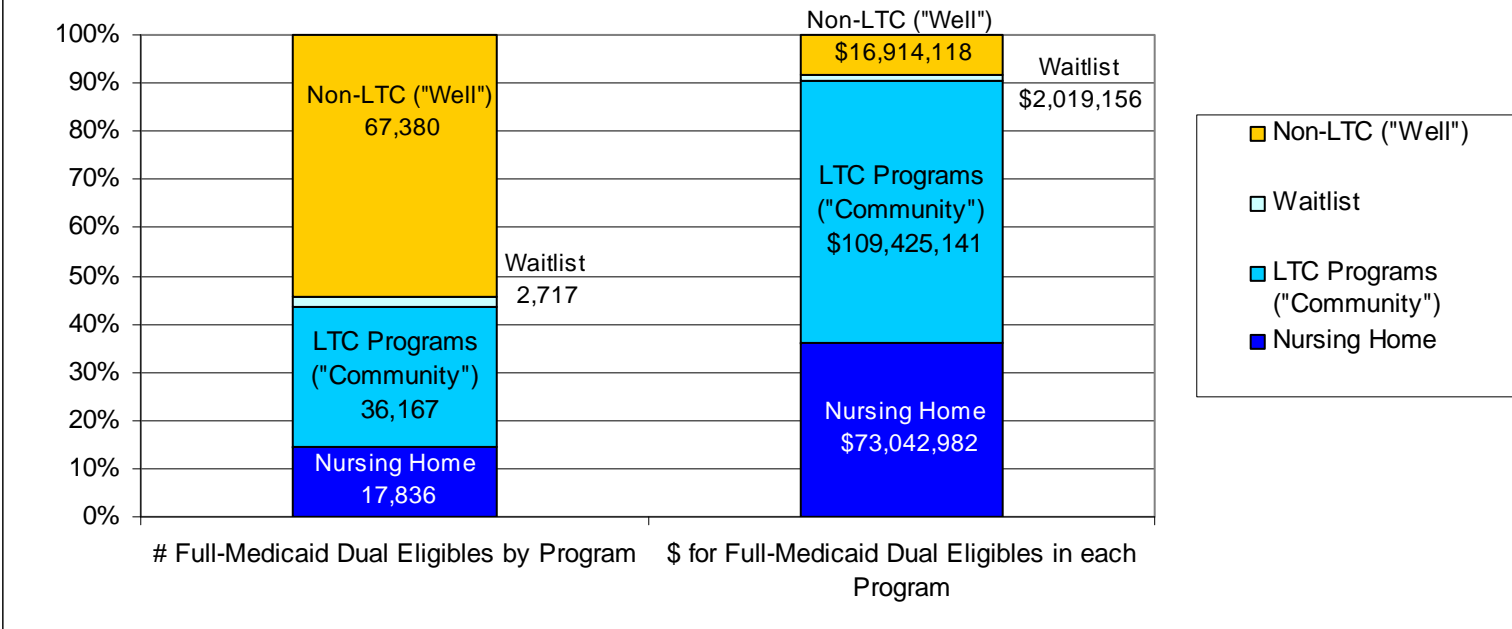 Non-LTC ("Well")
$16,914,118
Waitlist
$2,019,156
100%
90%
80%
70%
60%
50%
40%
30%
20%
10%
0%
Non-LTC ("Well")
67,380
Waitlist
2,717
LTC Programs
("Community")
36,167
Nursing Home
17,836
LTC Programs
("Community")
$109,425,141
Nursing Home
$73,042,982
# Full-Medicaid Dual Eligibles by Program
$ for Full-Medicaid Dual Eligibles in each
Program
Non-LTC ("Well")
Waitlist
LTC Programs
("Community")
Nursing Home